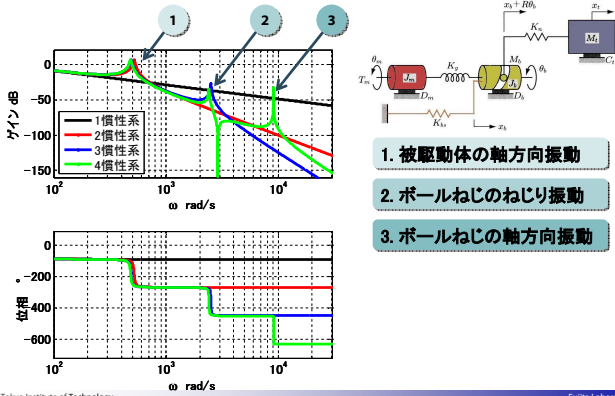 1
2
3
0
-50
-100
-150
ゲイン dB
1慣性系
2慣性系
3慣性系
4慣性系
10²
10³
10⁴
ω rad/s
0
-200
-400
-600
位相 °
10²
10³
10⁴
ω rad/s
x_b + Rθ_b
x_t
K_n
M_t
C_t
θ_m
T_m
J_m
D_m
K_g
M_b
J_b
D_b
θ_b
K_bs
x_b
1. 被駆動体の軸方向振動
2. ボールねじのねじり振動
3. ボールねじの軸方向振動